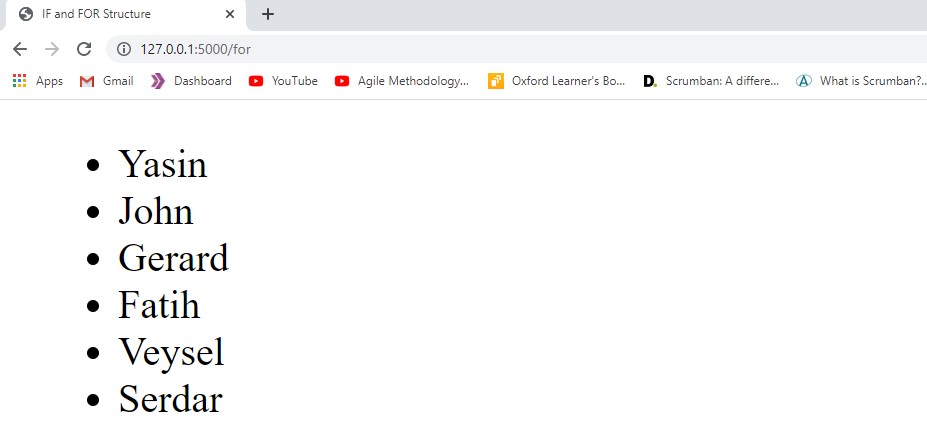 IF and FOR Structure
127.0.0.1:5000/for
Apps Gmail Dashboard YouTube Agile Methodology... Oxford Learner's Bo... D. Scrumban: A differe... A What is Scrumban?..
Yasin
John
Gerard
Fatih
Veysel
Serdar